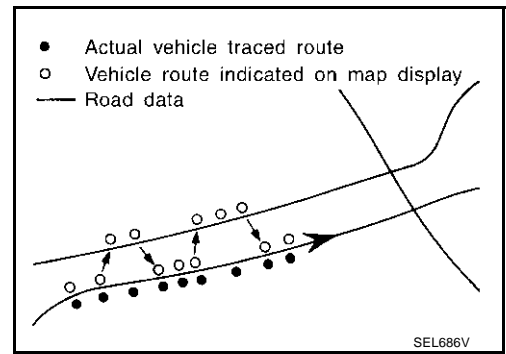 Actual vehicle traced route
Vehicle route indicated on map display
Road data
SEL686V